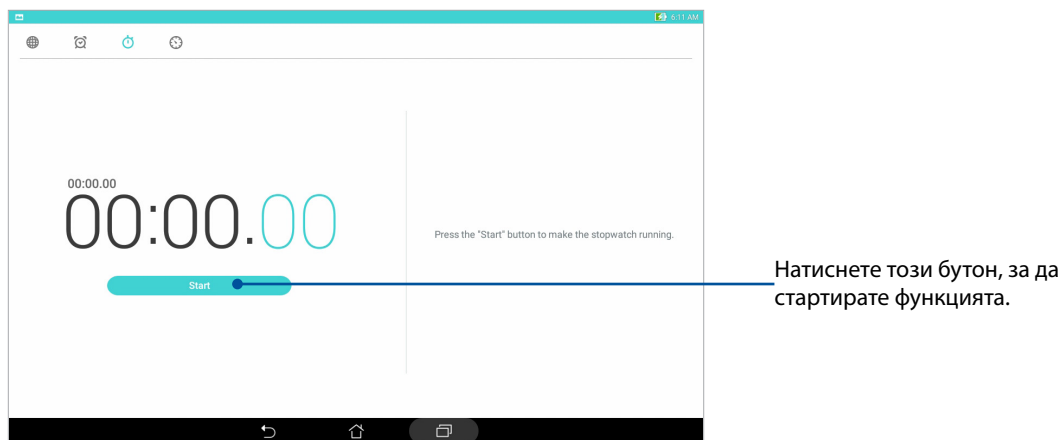 6:11 AM
00:00.00
00:00.00
Start
Press the "Start" button to make the stopwatch running.
Натиснете този бутон, за да
стартирате функцията.